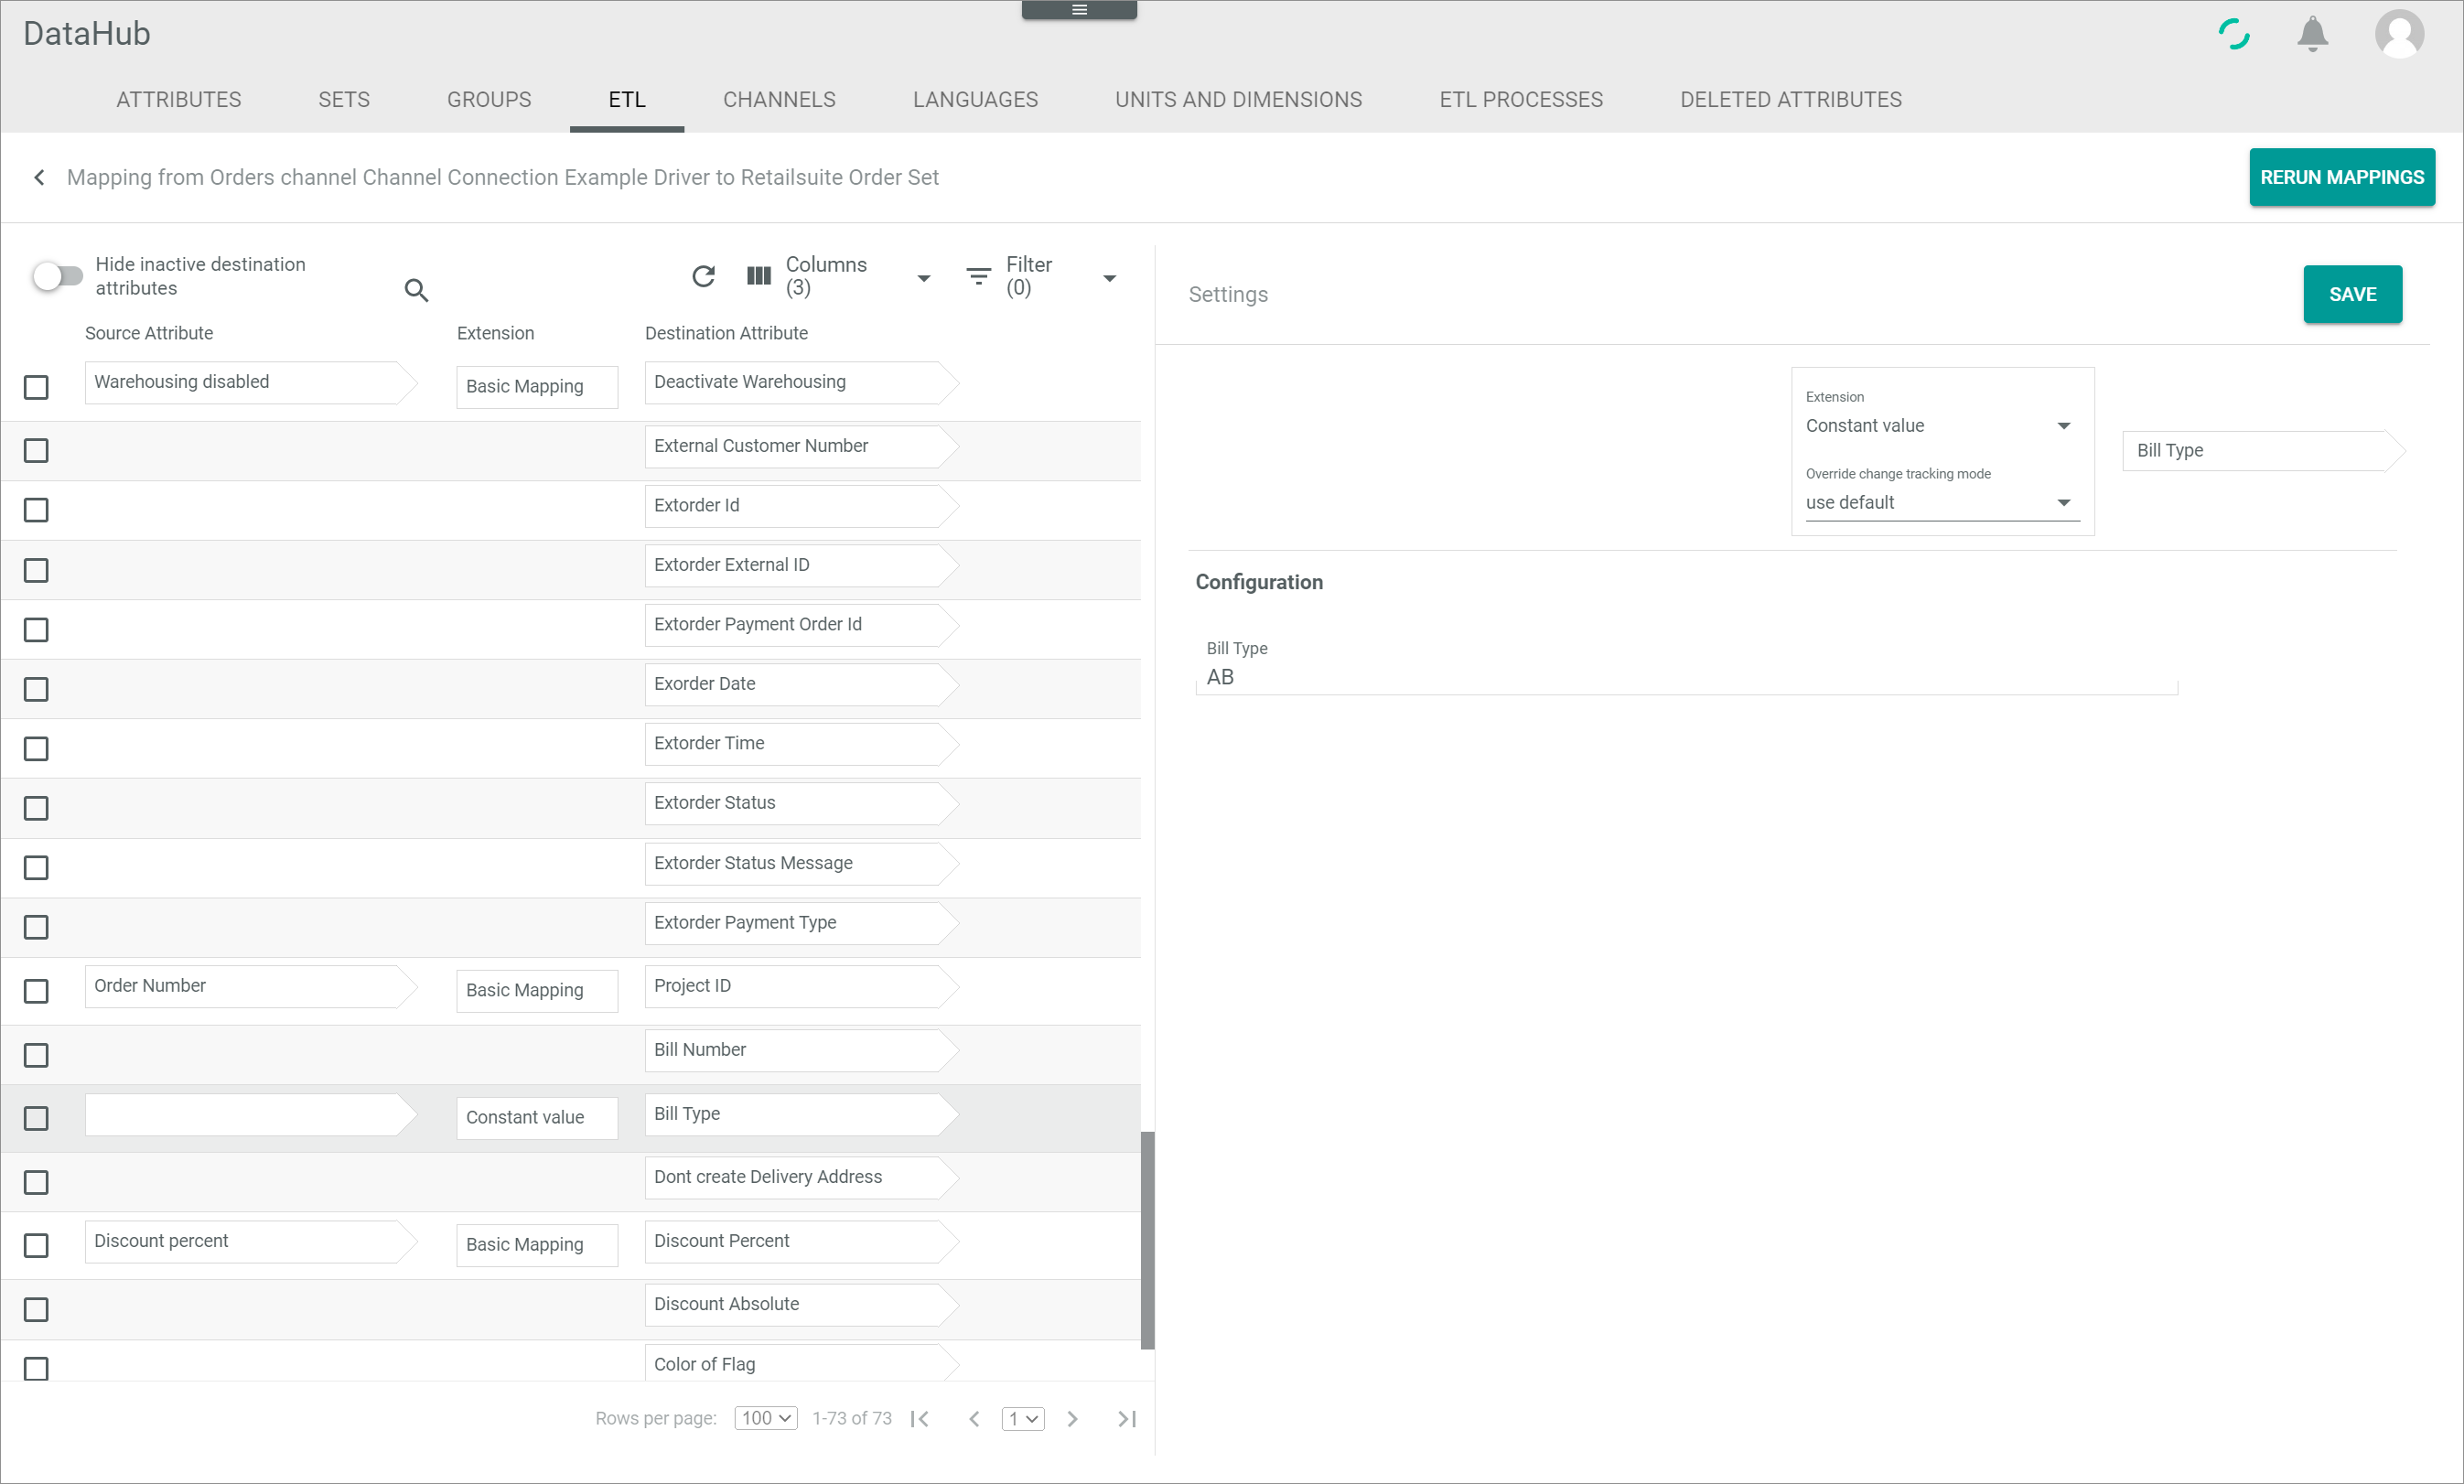 DataHub
ATTRIBUTES SETS GROUPS ETL CHANNELS LANGUAGES UNITS AND DIMENSIONS ETL PROCESSES DELETED ATTRIBUTES
Mapping from Orders channel Channel Connection Example Driver to Retailsuite Order Set
RERUN MAPPINGS
Hide inactive destination
attributes
Columns
(3)
Filter
(0)
Source Attribute Extension Destination Attribute
Warehousing disabled Basic Mapping Deactivate Warehousing
External Customer Number
Extorder Id
Extorder External ID
Extorder Payment Order Id
Exorder Date
Extorder Time
Extorder Status
Extorder Status Message
Extorder Payment Type
Order Number Basic Mapping Project ID
Bill Number
Constant value Bill Type
Dont create Delivery Address
Discount percent Basic Mapping Discount Percent
Discount Absolute
Color of Flag
Rows per page: 100 1-73 of 73 1
Settings
SAVE
Extension
Constant value
Override change tracking mode
use default
Bill Type
Configuration
Bill Type
AB